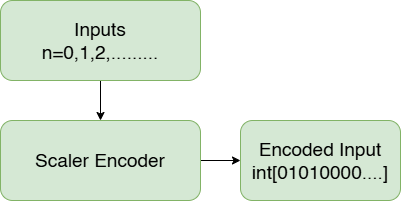 Inputs
n=0,1,2,.........
Scaler Encoder
Encoded Input
int[01010000....]